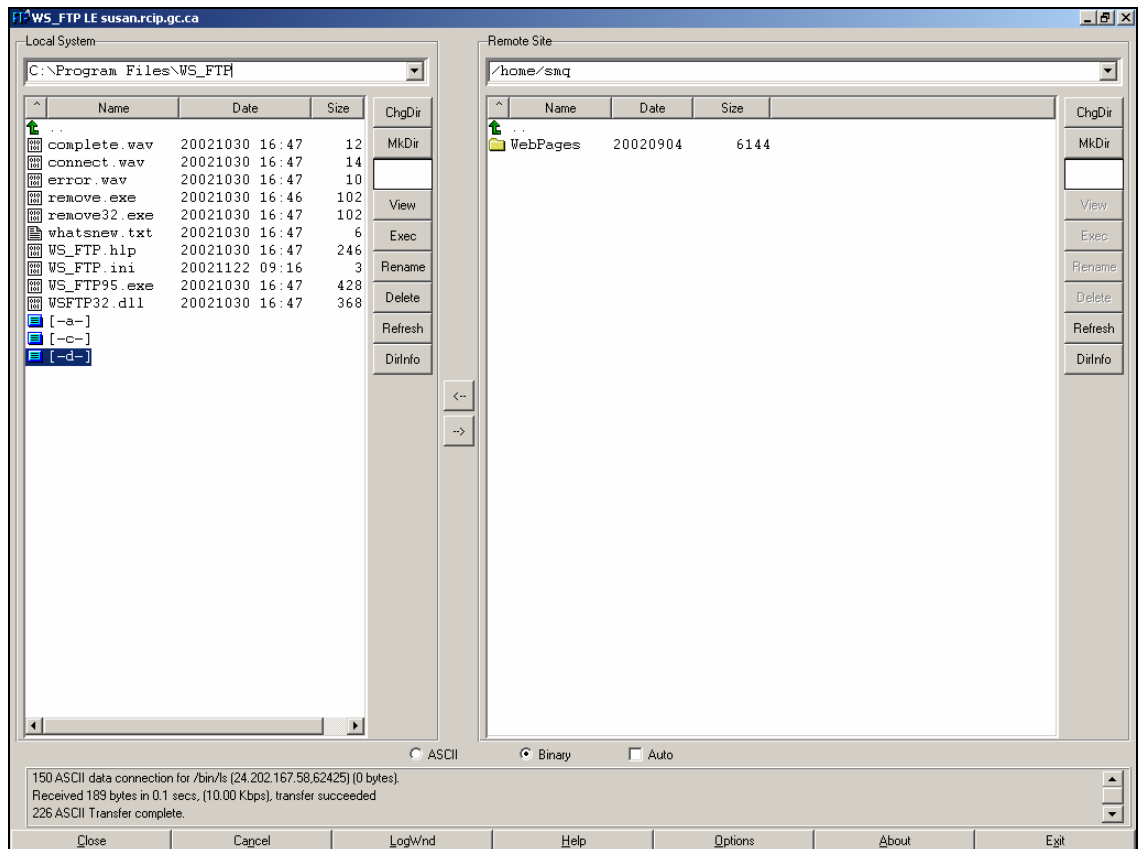 WS_FTP LE susan.rcip.gc.ca
Local System
C:\Program Files\WS_FTP
^ Name Date Size
..
complete.wav 20021030 16:47 12
connect.wav 20021030 16:47 14
error.wav 20021030 16:47 10
remove.exe 20021030 16:46 102
remove32.exe 20021030 16:47 102
whatsnew.txt 20021030 16:47 6
WS_FTP.hlp 20021030 16:47 246
WS_FTP.ini 20021122 09:16 3
WS_FTP95.exe 20021030 16:47 428
WSFTP32.dll 20021030 16:47 368
[-a-]
[-c-]
[-d-]
ChgDir
MkDir
View
Exec
Rename
Delete
Refresh
DirInfo
<--
-->
Remote Site
/home/smq
^ Name Date Size
..
WebPages 20020904 6144
ChgDir
MkDir
View
Exec
Rename
Delete
Refresh
DirInfo
ASCII Binary Auto
150 ASCII data connection for /bin/ls (24.202.167.58,62425) (0 bytes).
Received 189 bytes in 0.1 secs, (10.00 Kbps), transfer succeeded
226 ASCII Transfer complete.
Close Cancel LogWnd Help Options About Exit